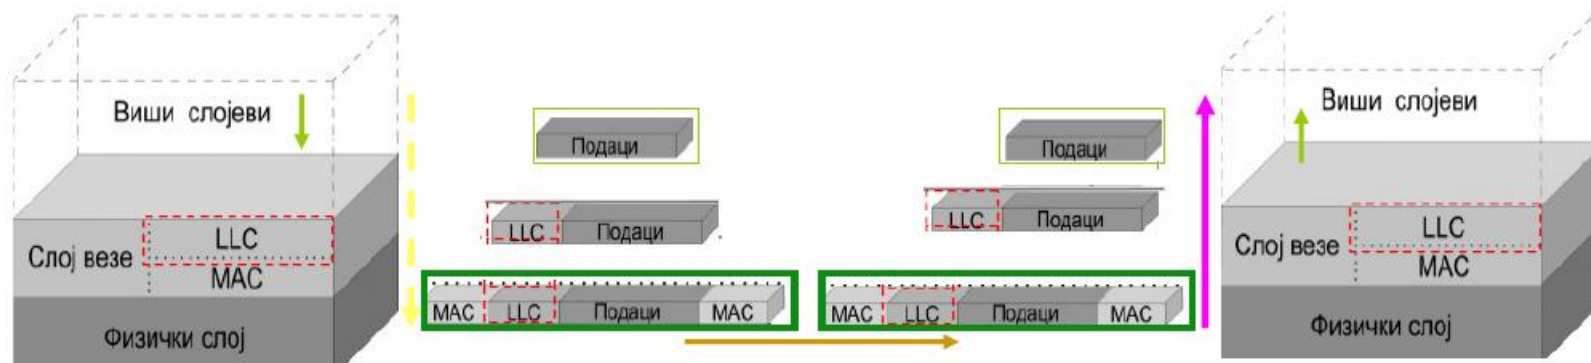 Виши слојеви
Слој везе
LLC
MAC
Физички слој
Подаци
LLC Подаци
MAC LLC Подаци MAC
Подаци
LLC Подаци
MAC LLC Подаци MAC
Виши слојеви
Слој везе
LLC
MAC
Физички слој